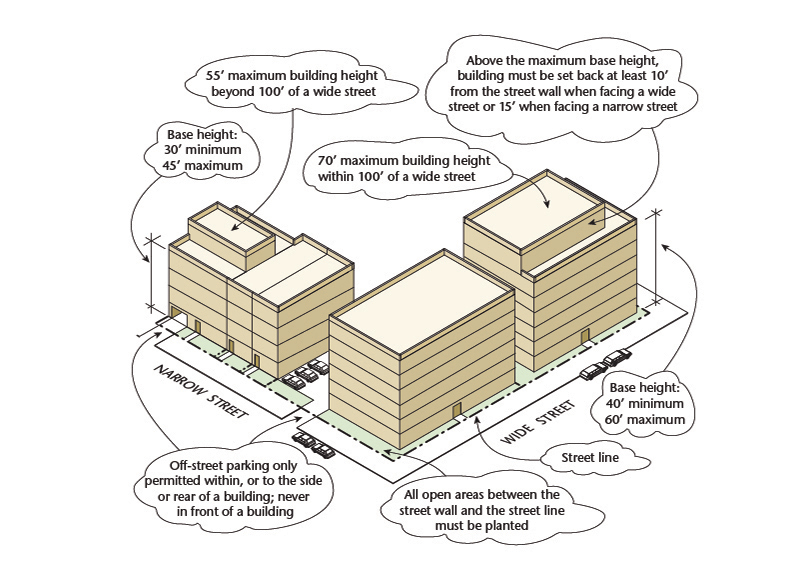 55’ maximum building height
beyond 100’ of a wide street
Above the maximum base height,
building must be set back at least 10’
from the street wall when facing a wide
street or 15’ when facing a narrow street
Base height:
30’ minimum
45’ maximum
70’ maximum building height
within 100’ of a wide street
NARROW STREET
WIDE STREET
Base height:
40’ minimum
60’ maximum
Street line
Off-street parking only
permitted within, or to the side
or rear of a building; never
in front of a building
All open areas between the
street wall and the street line
must be planted